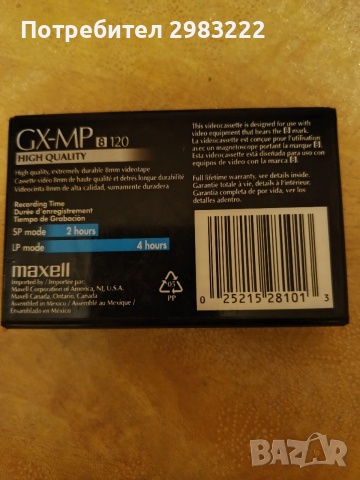 Потребител 2983222
GX-MP 8 120
HIGH QUALITY
High quality, extremely durable 8mm videotape
Cassette vidéo 8mm de haute qualité et d'etrês longue durabilité
Videocinta 8mm de alta calidad, sumamente duradera
Recording Time
Durée d'enregistrement
Tiempo de Grabación
SP mode 2 hours
LP mode 4 hours
maxell
Imported by / Importée par:
Maxell Corporation of America, NJ, U.S.A.
Maxell Canada, Ontario, Canada
Assembled in Mexico / Assemblée au Mexique /
Ensamblado en México
This videocassette is designed for use with
video equipment that bears the 8 mark.
La vidéocassette est conçue pour l'utilisation
avec un magnétoscope portant la marque 8.
Esta videocassette está diseñada para uso con
equipos de video con la marca 8.
Full lifetime warranty, see details inside.
Garantie totale à vie, détails à l'intérieur.
Garantía completa de por vida, ver los
detalles adentro.
05
PP
0 25215 28101 3
BAZAR